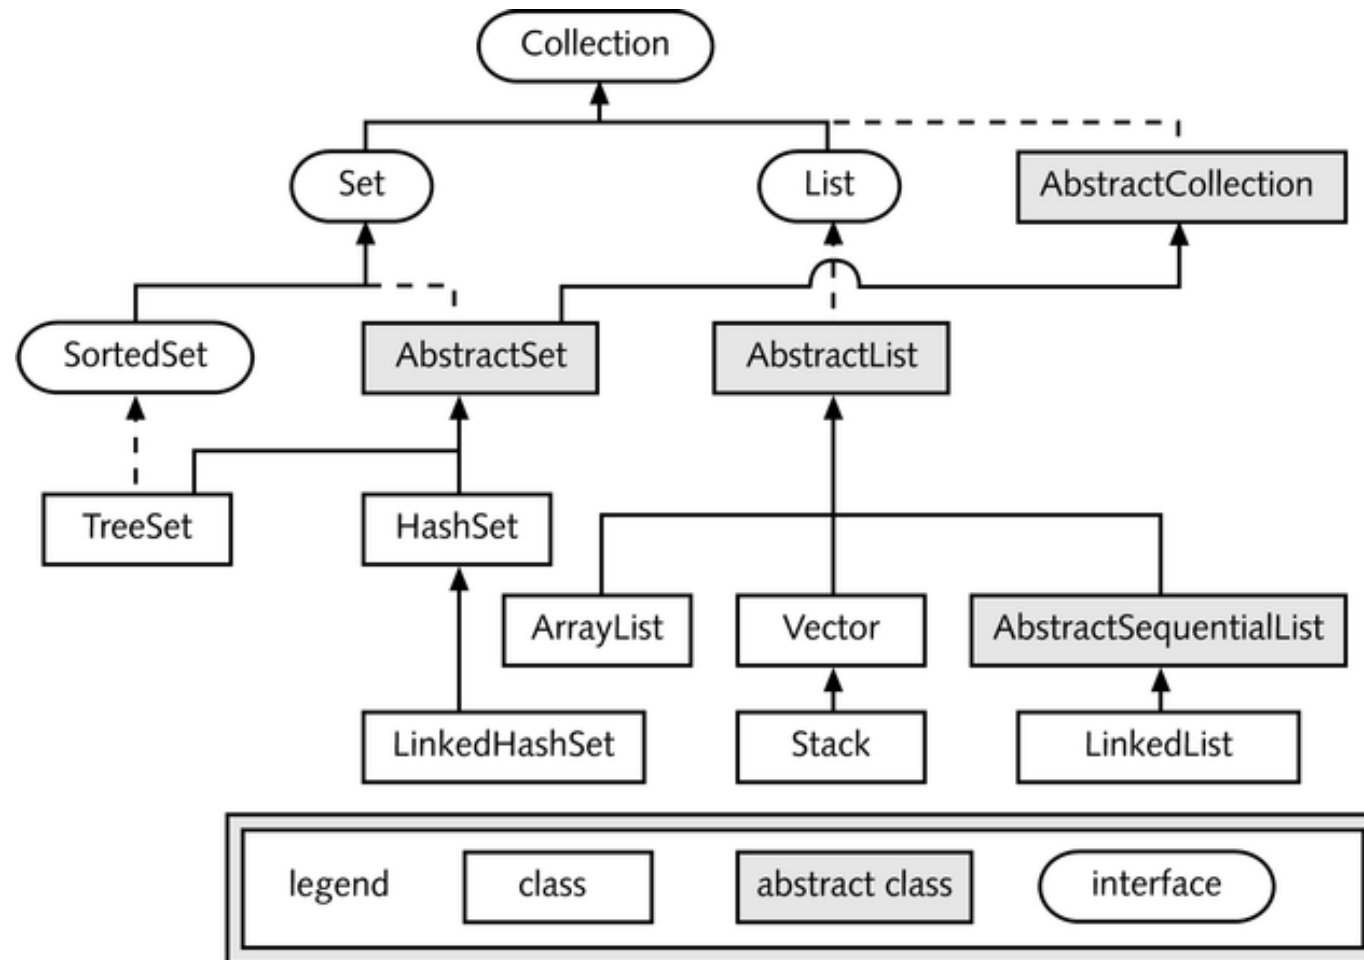 Collection
Set
List
AbstractCollection
SortedSet
AbstractSet
AbstractList
TreeSet
HashSet
ArrayList
Vector
AbstractSequentialList
LinkedHashSet
Stack
LinkedList
legend
class
abstract class
interface